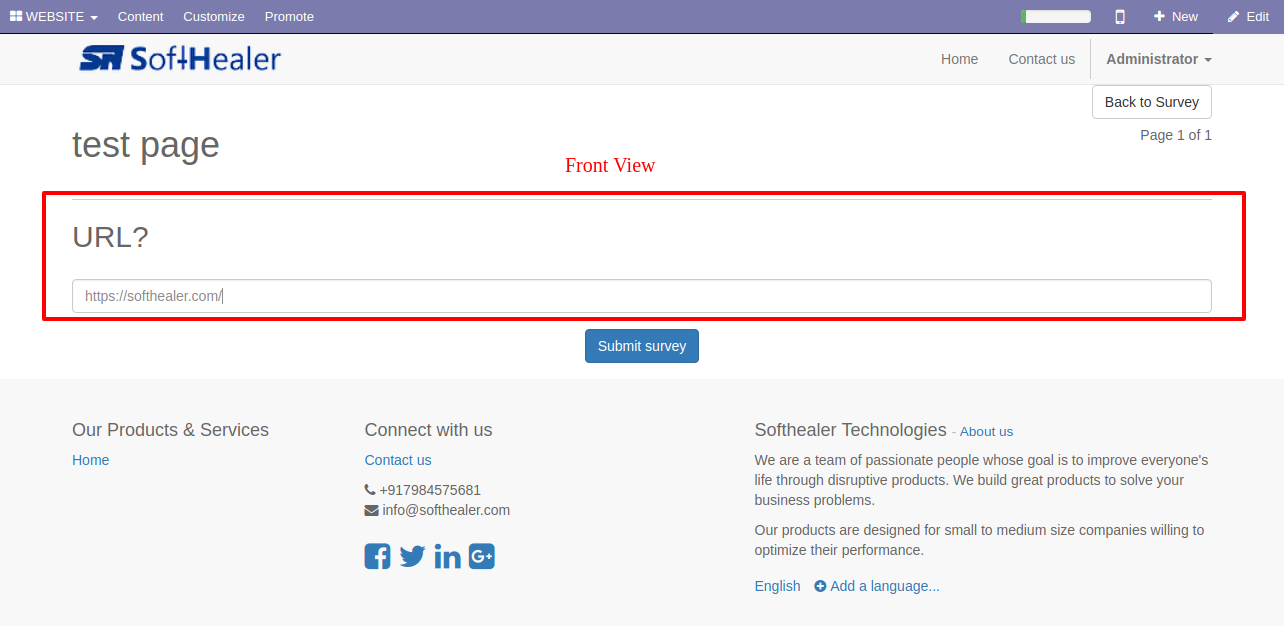 WEBSITE Content Customize Promote New Edit
SoftHealer Home Contact us Administrator
Back to Survey
test page
Page 1 of 1
Front View
URL?
https://softhealer.com/
Submit survey
Our Products & Services
Home
Connect with us
Contact us
+917984575681
info@softhealer.com
Softhealer Technologies - About us
We are a team of passionate people whose goal is to improve everyone's
life through disruptive products. We build great products to solve your
business problems.
Our products are designed for small to medium size companies willing to
optimize their performance.
English Add a language...